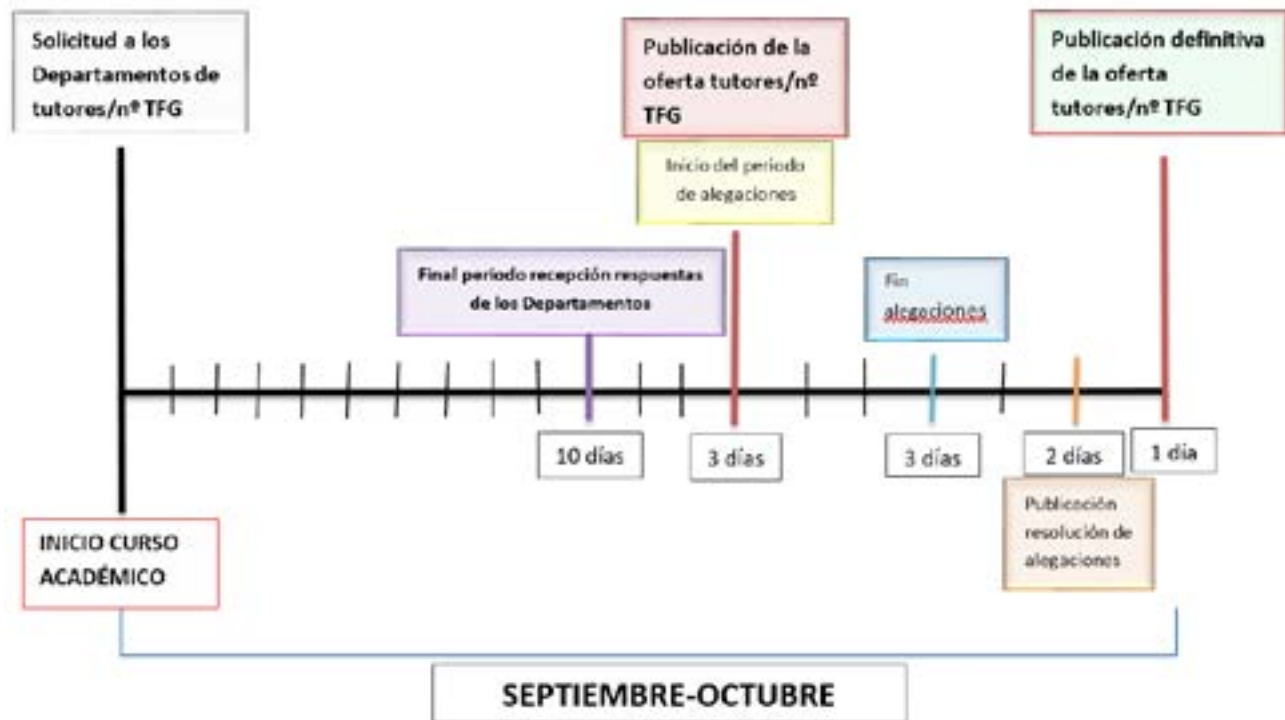 Solicitud a los
Departamentos de
tutores/nº TFG
Publicación de la
oferta tutores/nº
TFG
Inicio del periodo
de alegaciones
Publicación definitiva
de la oferta
tutores/nº TFG
Final periodo recepción respuestas
de los Departamentos
Fin
alegaciones
10 días
3 días
3 días
2 días
1 día
Publicación
resolución de
alegaciones
INICIO CURSO
ACADÉMICO
SEPTIEMBRE-OCTUBRE